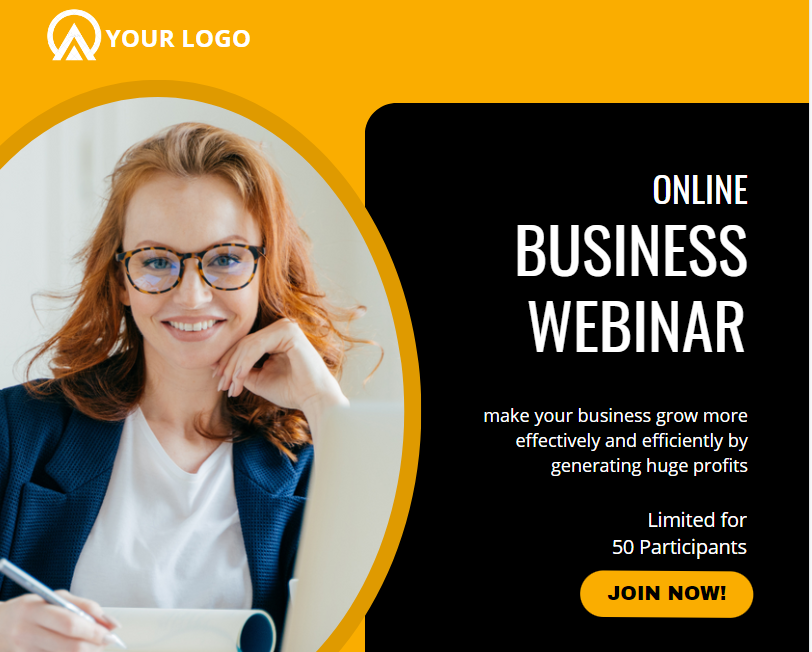 YOUR LOGO
ONLINE
BUSINESS
WEBINAR
make your business grow more
effectively and efficiently by
generating huge profits
Limited for
50 Participants
JOIN NOW!